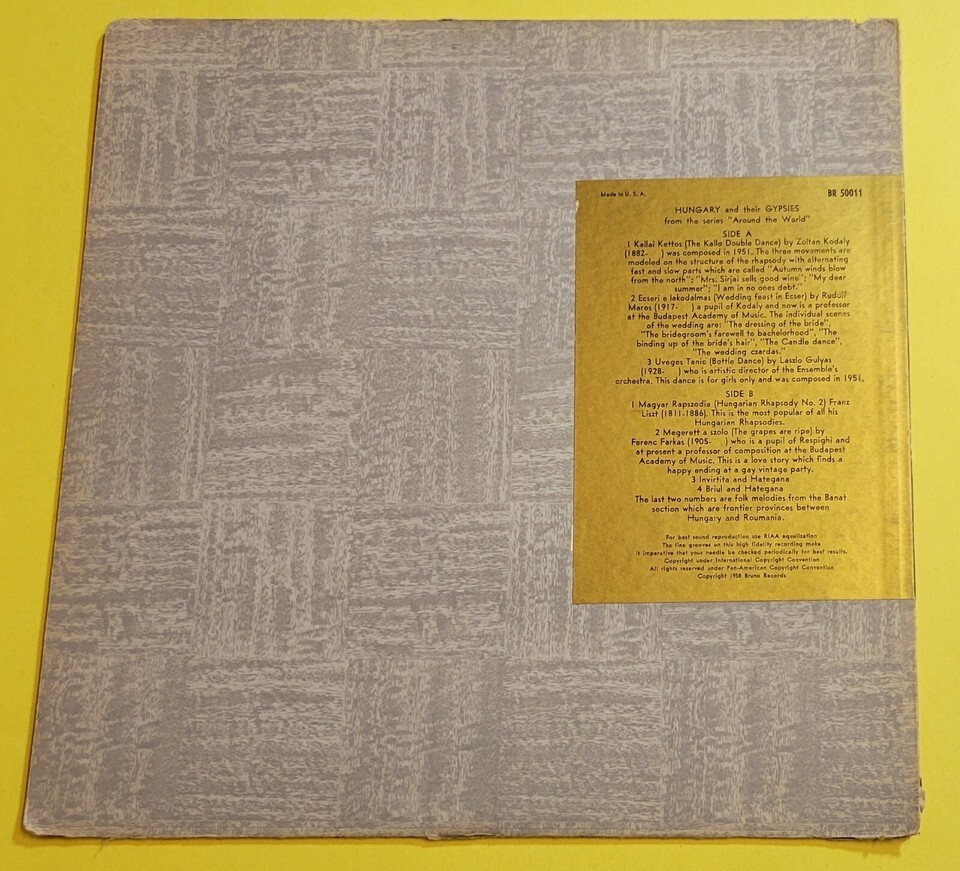 Made in U. S. A. BR 50011
HUNGARY and their GYPSIES
from the series "Around the World"
SIDE A
1 Kallai Kettos (The Kallo Double Dance) by Zoltan Kodaly
(1882- ) was composed in 1951. The three movements are
modeled on the structure of the rhapsody with alternating
fast and slow parts which are called "Autumn winds blow
from the north"; "Mrs. Sirjai sells good wine"; "My dear
summer"; "I am in no ones debt."
2 Ecseri e lakodalmas (Wedding feast in Ecser) by Rudolf
Maros (1917- ) a pupil of Kodaly and now is a professor
at the Budapest Academy of Music. The individual scenes
of the wedding are: "The dressing of the bride",
"The bridegroom's farewell to bachelorhood", "The
binding up of the bride's hair", "The Candle dance",
"The wedding czardas."
3 Uveges Tanic (Bottle Dance) by Laszlo Gulyas
(1928- ) who is artistic director of the Ensemble's
orchestra. This dance is for girls only and was composed in 1951.
SIDE B
1 Magyar Rapszodia (Hungarian Rhapsody No. 2) Franz
Liszt (1811-1886). This is the most popular of all his
Hungarian Rhapsodies.
2 Megerett a szolo (The grapes are ripe) by
Ferenc Farkas (1905- ) who is a pupil of Respighi and
at present a professor of composition at the Budapest
Academy of Music. This is a love story which finds a
happy ending at a gay vintage party.
3 Invirtita and Hategana
4 Briul and Hategana
The last two numbers are folk melodies from the Banat
section which are frontier provinces between
Hungary and Roumania.
For best sound reproduction use RIAA equalization
The fine grooves on this high fidelity recording make
it imperative that your needle be checked periodically for best results.
Copyright under International Copyright Convention
All rights reserved under Pan-American Copyright Convention
Copyright 1958 Bruno Records